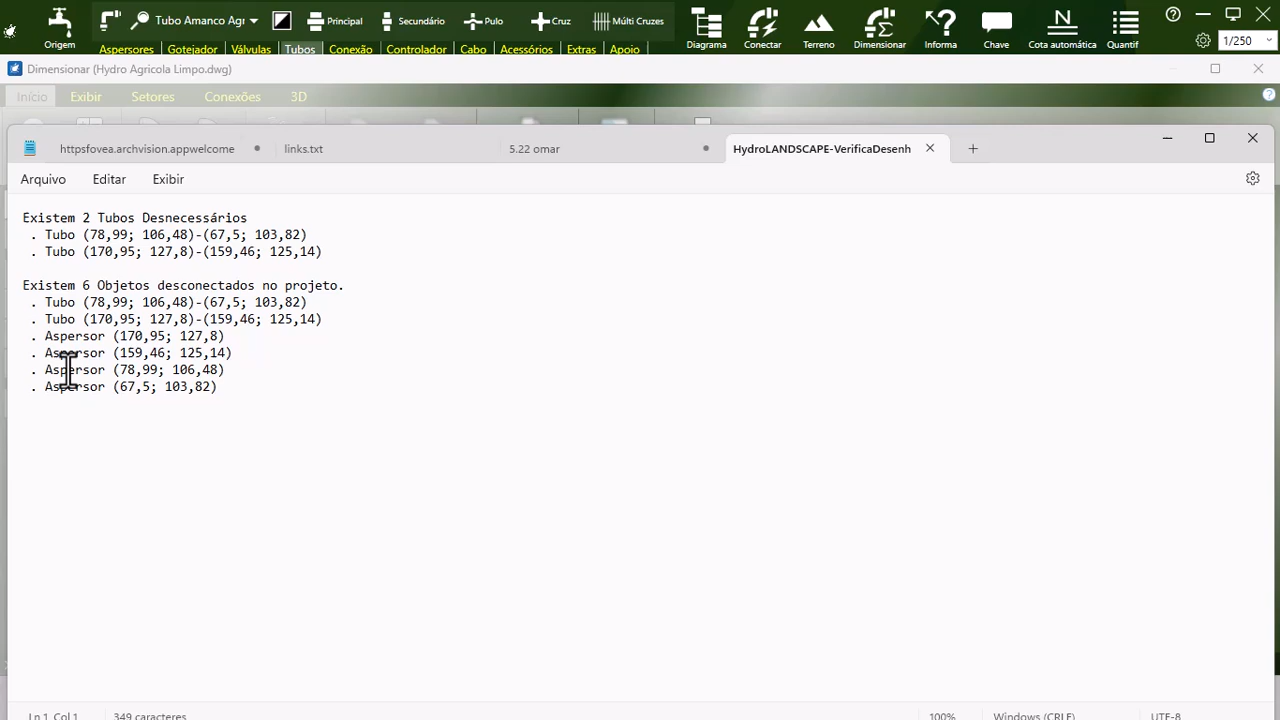 Origem
Tubo Amanco Agr
Principal
Secundário
Pulo
Cruz
Múlti Cruzes
Aspersores
Gotejador
Válvulas
Tubos
Conexão
Controlador
Cabo
Acessórios
Extras
Apoio
Diagrama
Conectar
Terreno
Dimensionar
Informa
Chave
Cota automática
Quantif
1/250
Dimensionar (Hydro Agricola Limpo.dwg)
Início
Exibir
Setores
Conexões
3D
httpsfovea.archvision.appwelcome
links.txt
5.22 omar
HydroLANDSCAPE-VerificaDesenh
Arquivo
Editar
Exibir
Existem 2 Tubos Desnecessários
. Tubo (78,99; 106,48)-(67,5; 103,82)
. Tubo (170,95; 127,8)-(159,46; 125,14)
Existem 6 Objetos desconectados no projeto.
. Tubo (78,99; 106,48)-(67,5; 103,82)
. Tubo (170,95; 127,8)-(159,46; 125,14)
. Aspersor (170,95; 127,8)
. Aspersor (159,46; 125,14)
. Aspersor (78,99; 106,48)
. Aspersor (67,5; 103,82)
Ln 1, Col 1
349 caracteres
100%
Windows (CRLF)
UTF-8